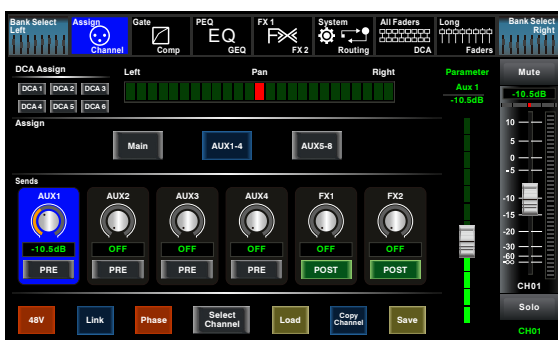 Bank Select
Left
Assign
Channel
Gate
Comp
PEQ
EQ
GEQ
FX 1
FX 2
System
Routing
All Faders
DCA
Long
Faders
Bank Select
Right
DCA Assign
DCA 1 DCA 2 DCA 3
DCA 4 DCA 5 DCA 6
Left Pan Right
Parameter
Aux 1
-10.5dB
Mute
-10.5dB
Assign
Main AUX1-4 AUX5-8
10
5
0
-5
-10
-15
-20
-30
-60
Sends
AUX1 AUX2 AUX3 AUX4 FX1 FX2
-10.5dB OFF OFF OFF OFF OFF
PRE PRE PRE PRE POST POST
CH01
48V Link Phase Select Channel Load Copy Channel Save
Solo
CH01